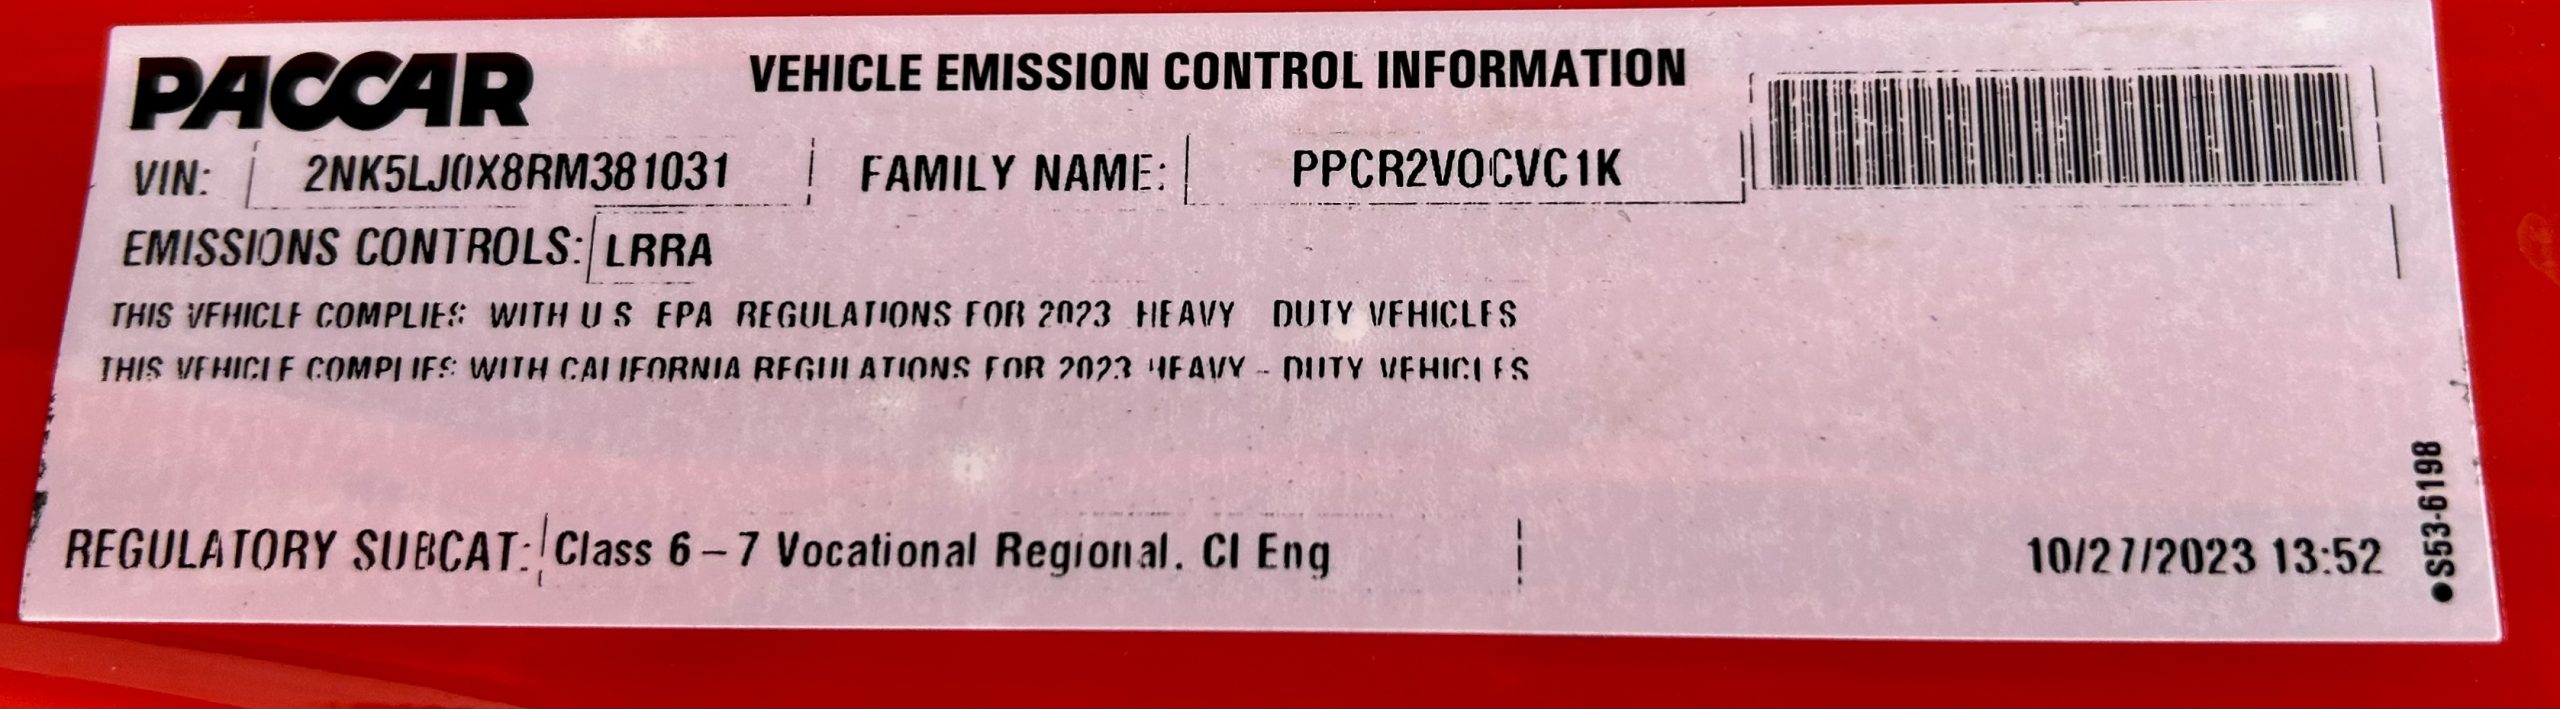 PACCAR VEHICLE EMISSION CONTROL INFORMATION
VIN: 2NK5LJ0X8RM381031 FAMILY NAME: PPCR2VOCVC1K
EMISSIONS CONTROLS: LRRA
THIS VEHICLE COMPLIES WITH U S EPA REGULATIONS FOR 2023 HEAVY DUTY VEHICLES
THIS VEHICLE COMPLIES WITH CALIFORNIA REGULATIONS FOR 2023 HEAVY - DUTY VEHICLES
REGULATORY SUBCAT: Class 6 – 7 Vocational Regional. CI Eng
10/27/2023 13:52
●S53-6198